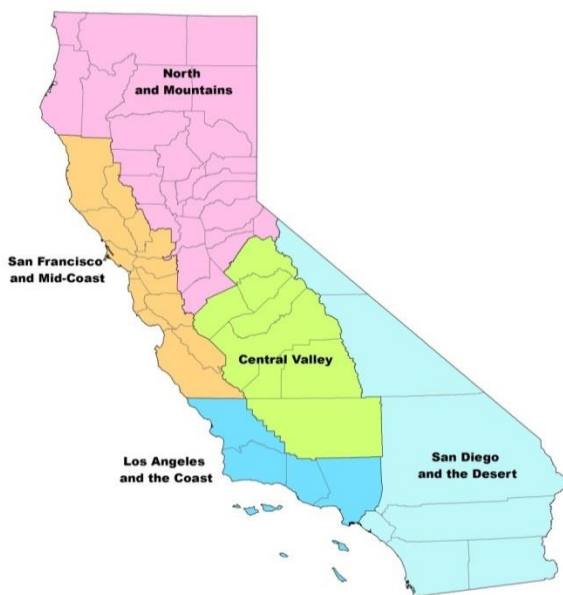 North
and Mountains
San Francisco
and Mid-Coast
Central Valley
Los Angeles
and the Coast
San Diego
and the Desert